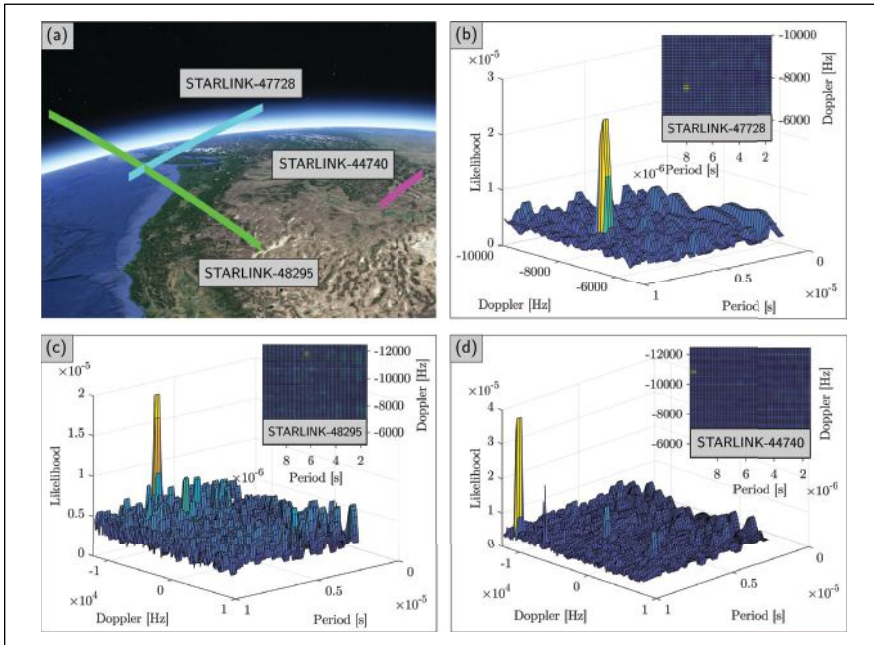 (a)
STARLINK-47728
STARLINK-44740
STARLINK-48295
(b)
×10⁻⁵
3
2
1
0
Likelihood
-10000
-8000
-6000
Doppler [Hz]
1
0.5
0
×10⁻⁵
Period [s]
-10000
-8000
-6000
Doppler [Hz]
STARLINK-47728
8 6 4 2
×10⁻⁶
Period [s]
(c)
×10⁻⁵
2
1.5
1
0.5
0
Likelihood
-1
0
1
×10⁴
Doppler [Hz]
1
0.5
0
×10⁻⁵
Period [s]
-12000
-10000
-8000
-6000
Doppler [Hz]
STARLINK-48295
8 6 4 2
×10⁻⁶
Period [s]
(d)
×10⁻⁵
4
3
2
1
0
Likelihood
-1
0
1
×10⁴
Doppler [Hz]
1
0.5
0
×10⁻⁵
Period [s]
-12000
-10000
-8000
-6000
Doppler [Hz]
STARLINK-44740
8 6 4 2
×10⁻⁶
Period [s]